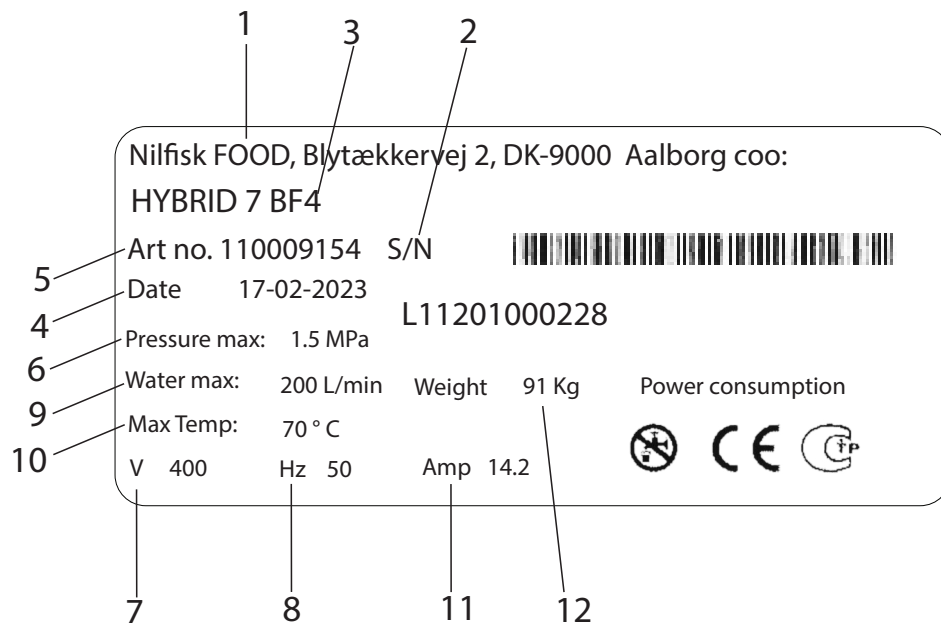 1
3
2
Nilfisk FOOD, Blytækkervej 2, DK-9000 Aalborg coo:
HYBRID 7 BF4
5
Art no. 110009154 S/N
4
Date 17-02-2023
L11201000228
6
Pressure max: 1.5 MPa
9
Water max: 200 L/min Weight 91 Kg Power consumption
10
Max Temp: 70 ° C
V 400 Hz 50 Amp 14.2
CE
TP
7
8
11
12